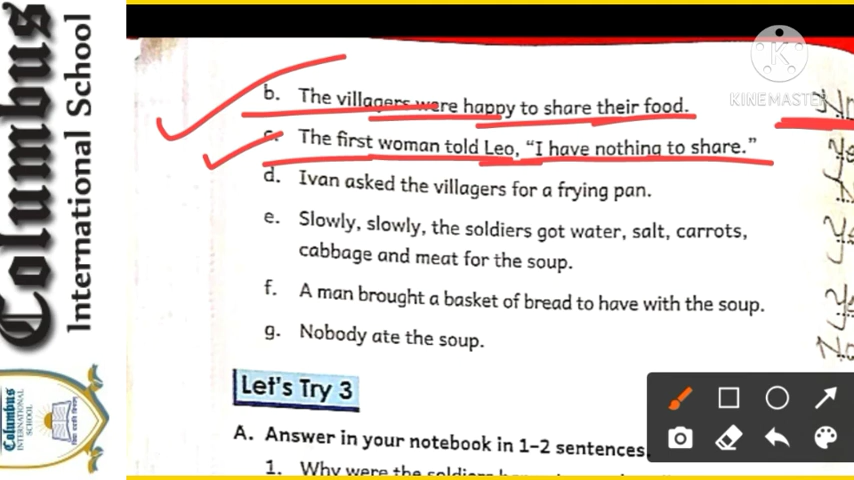 Columbus
International School
KINEMASTER
b. The villagers were happy to share their food.
c. The first woman told Leo, “I have nothing to share.”
d. Ivan asked the villagers for a frying pan.
e. Slowly, slowly, the soldiers got water, salt, carrots,
cabbage and meat for the soup.
f. A man brought a basket of bread to have with the soup.
g. Nobody ate the soup.
Let's Try 3
A. Answer in your notebook in 1–2 sentences.
1. Why were the soldiers
Columbus
INTERNATIONAL
SCHOOL